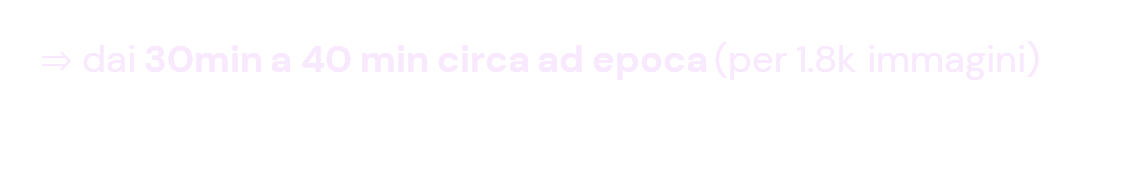 ⇒ dai 30min a 40 min circa ad epoca (per 1.8k immagini)